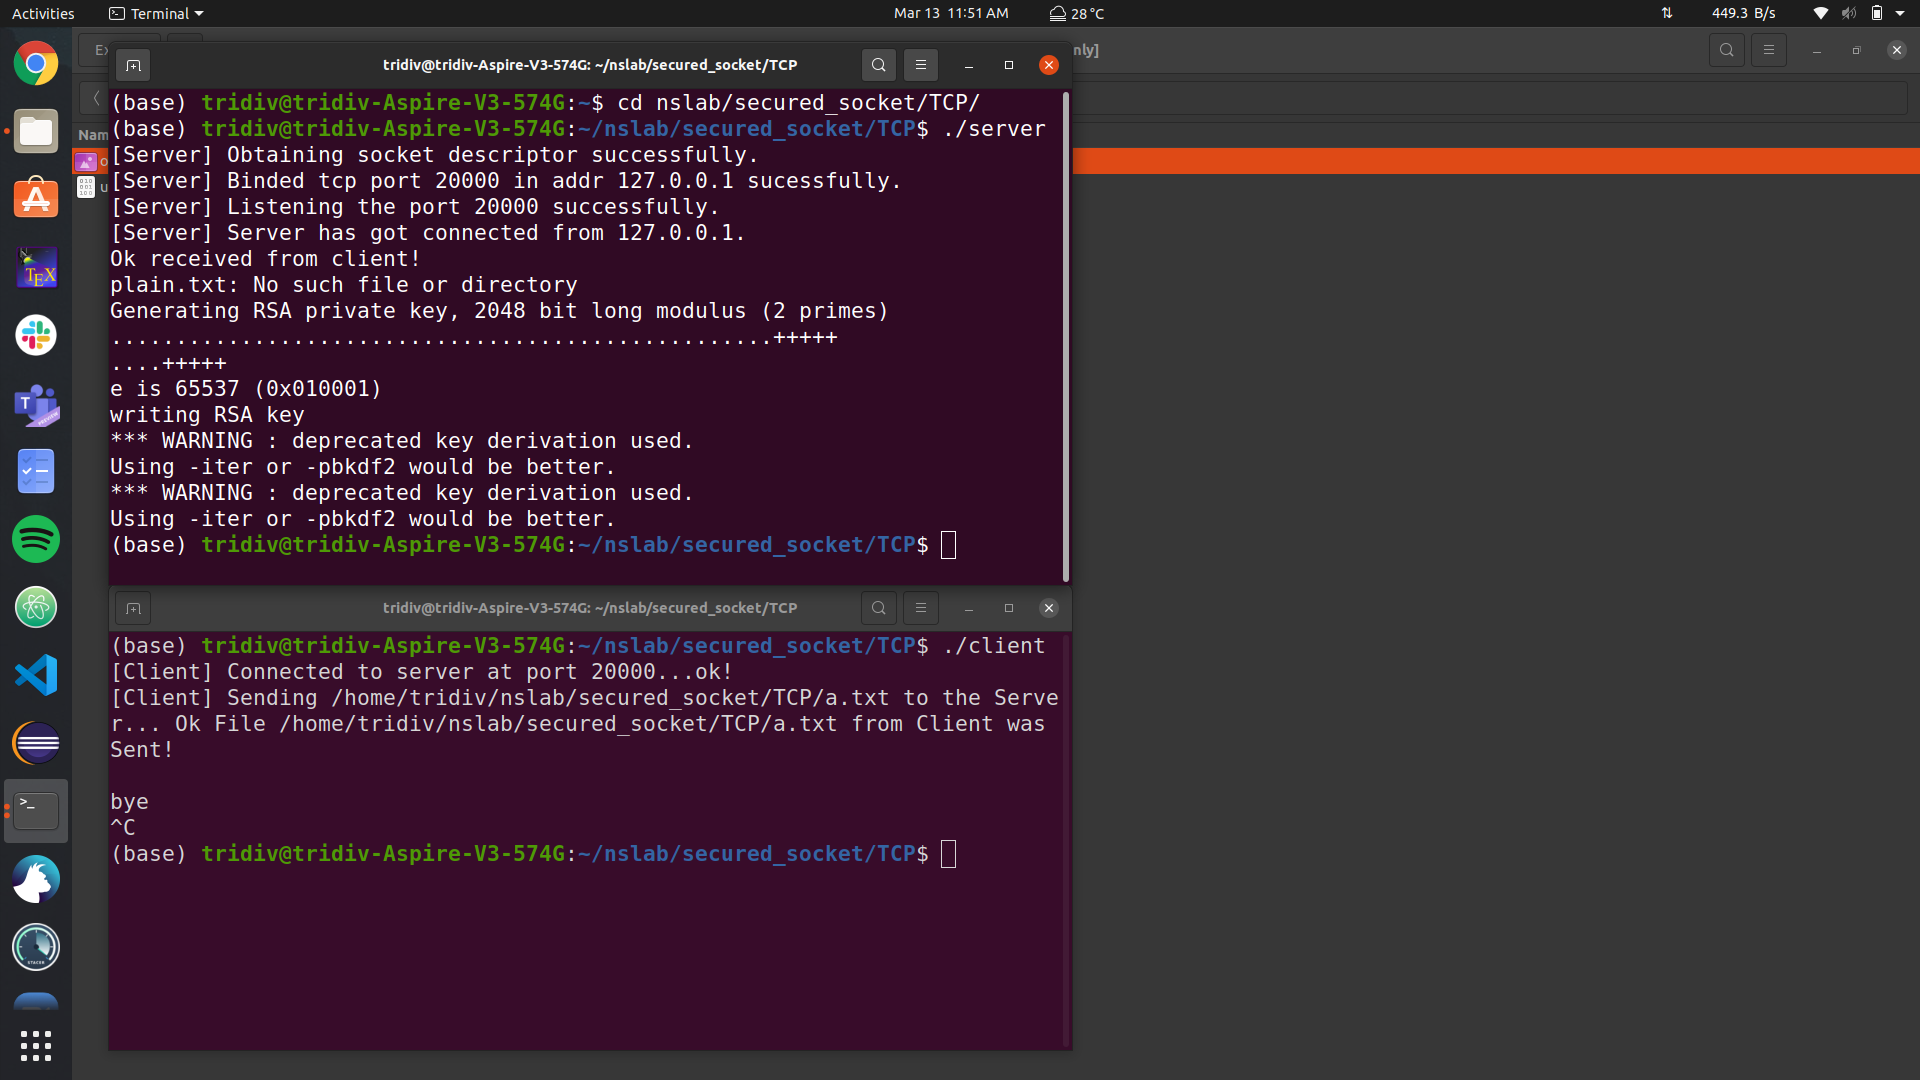 Activities
Terminal
Mar 13 11:51 AM
28 °C
449.3 B/s
nly]
tridiv@tridiv-Aspire-V3-574G: ~/nslab/secured_socket/TCP
(base) tridiv@tridiv-Aspire-V3-574G:~$ cd nslab/secured_socket/TCP/
(base) tridiv@tridiv-Aspire-V3-574G:~/nslab/secured_socket/TCP$ ./server
[Server] Obtaining socket descriptor successfully.
[Server] Binded tcp port 20000 in addr 127.0.0.1 sucessfully.
[Server] Listening the port 20000 successfully.
[Server] Server has got connected from 127.0.0.1.
Ok received from client!
plain.txt: No such file or directory
Generating RSA private key, 2048 bit long modulus (2 primes)
...................................................+++++
....+++++
e is 65537 (0x010001)
writing RSA key
*** WARNING : deprecated key derivation used.
Using -iter or -pbkdf2 would be better.
*** WARNING : deprecated key derivation used.
Using -iter or -pbkdf2 would be better.
(base) tridiv@tridiv-Aspire-V3-574G:~/nslab/secured_socket/TCP$
tridiv@tridiv-Aspire-V3-574G: ~/nslab/secured_socket/TCP
(base) tridiv@tridiv-Aspire-V3-574G:~/nslab/secured_socket/TCP$ ./client
[Client] Connected to server at port 20000...ok!
[Client] Sending /home/tridiv/nslab/secured_socket/TCP/a.txt to the Serve
r... Ok File /home/tridiv/nslab/secured_socket/TCP/a.txt from Client was
Sent!
bye
^C
(base) tridiv@tridiv-Aspire-V3-574G:~/nslab/secured_socket/TCP$